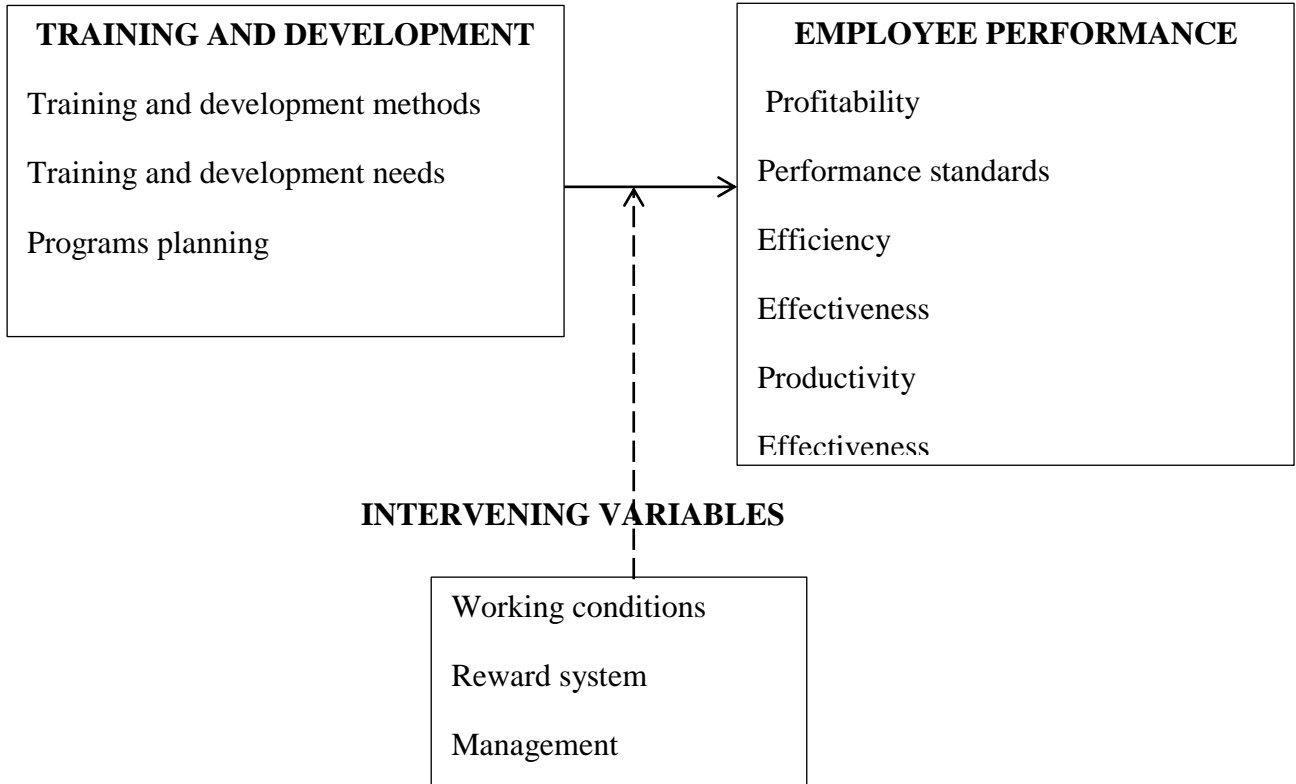 TRAINING AND DEVELOPMENT
Training and development methods
Training and development needs
Programs planning
EMPLOYEE PERFORMANCE
Profitability
Performance standards
Efficiency
Effectiveness
Productivity
Effectiveness
INTERVENING VARIABLES
Working conditions
Reward system
Management